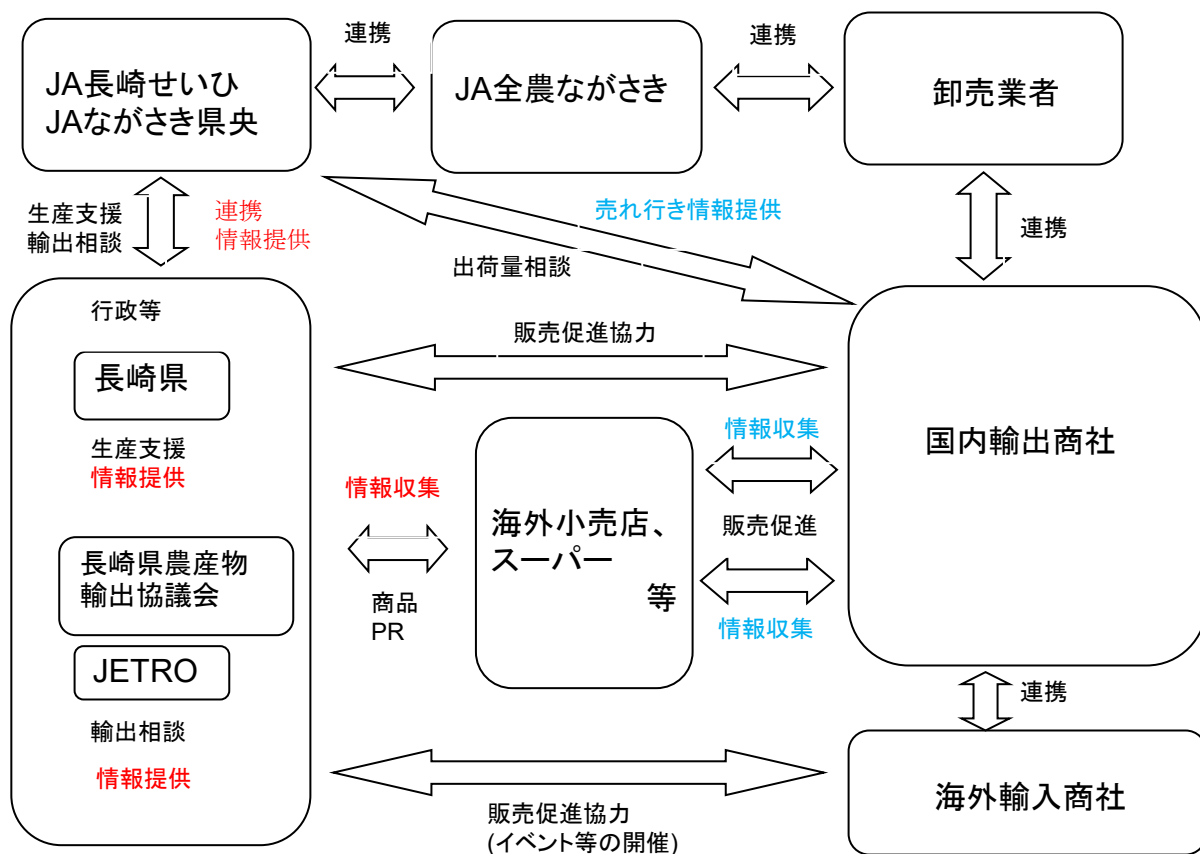 連携
連携
JA長崎せいひ
JAながさき県央
JA全農ながさき
卸売業者
生産支援
輸出相談
連携
情報提供
売れ行き情報提供
出荷量相談
連携
行政等
長崎県
生産支援
情報提供
長崎県農産物
輸出協議会
JETRO
輸出相談
情報提供
販売促進協力
情報収集
商品
PR
海外小売店、
スーパー
等
情報収集
販売促進
情報収集
国内輸出商社
連携
海外輸入商社
販売促進協力
(イベント等の開催)